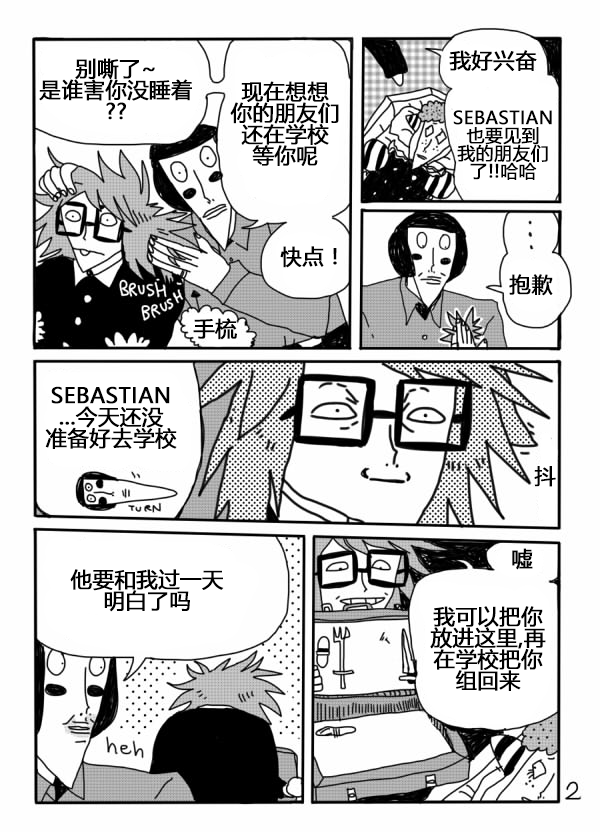 别嘶了~
是谁害你没睡着
??
现在想想
你的朋友们
还在学校
等你呢
快点！
BRUSH
BRUSH
手梳
我好兴奋
SEBASTIAN
也要见到
我的朋友们
了!!哈哈
...
抱歉
SEBASTIAN
...今天还没
准备好去学校
TURN
抖
他要和我过一天
明白了吗
heh
嘘
我可以把你
放进这里,再
在学校把你
组回来
2